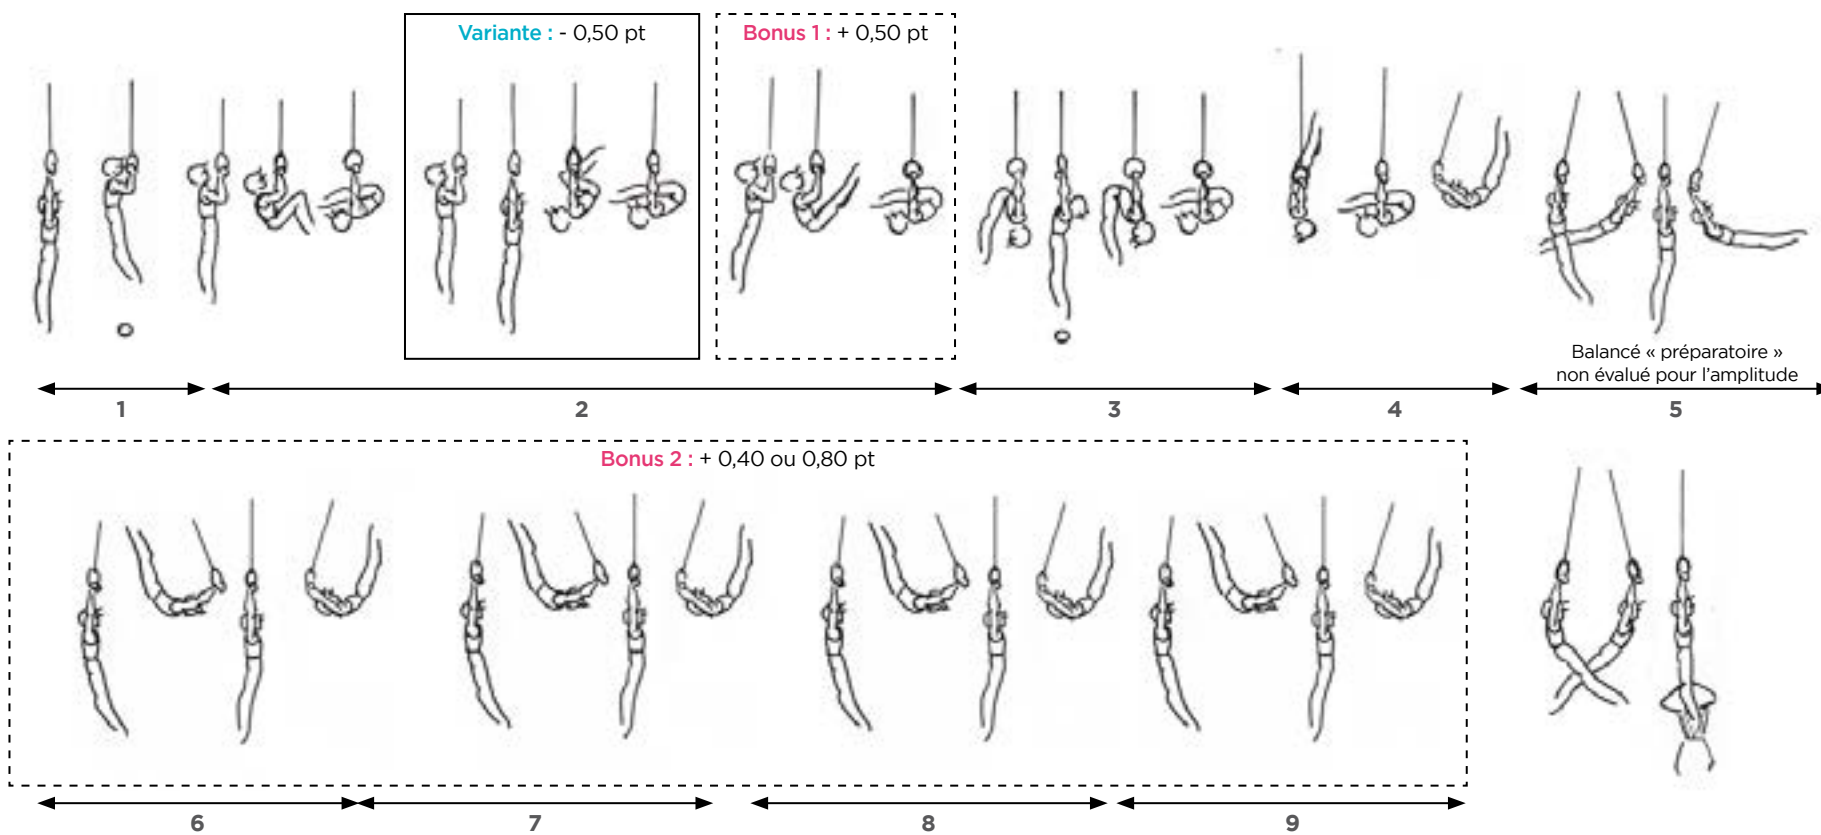 Variante : - 0,50 pt
Bonus 1 : + 0,50 pt
Balancé « préparatoire »
non évalué pour l'amplitude
1
2
3
4
5
Bonus 2 : + 0,40 ou 0,80 pt
6
7
8
9